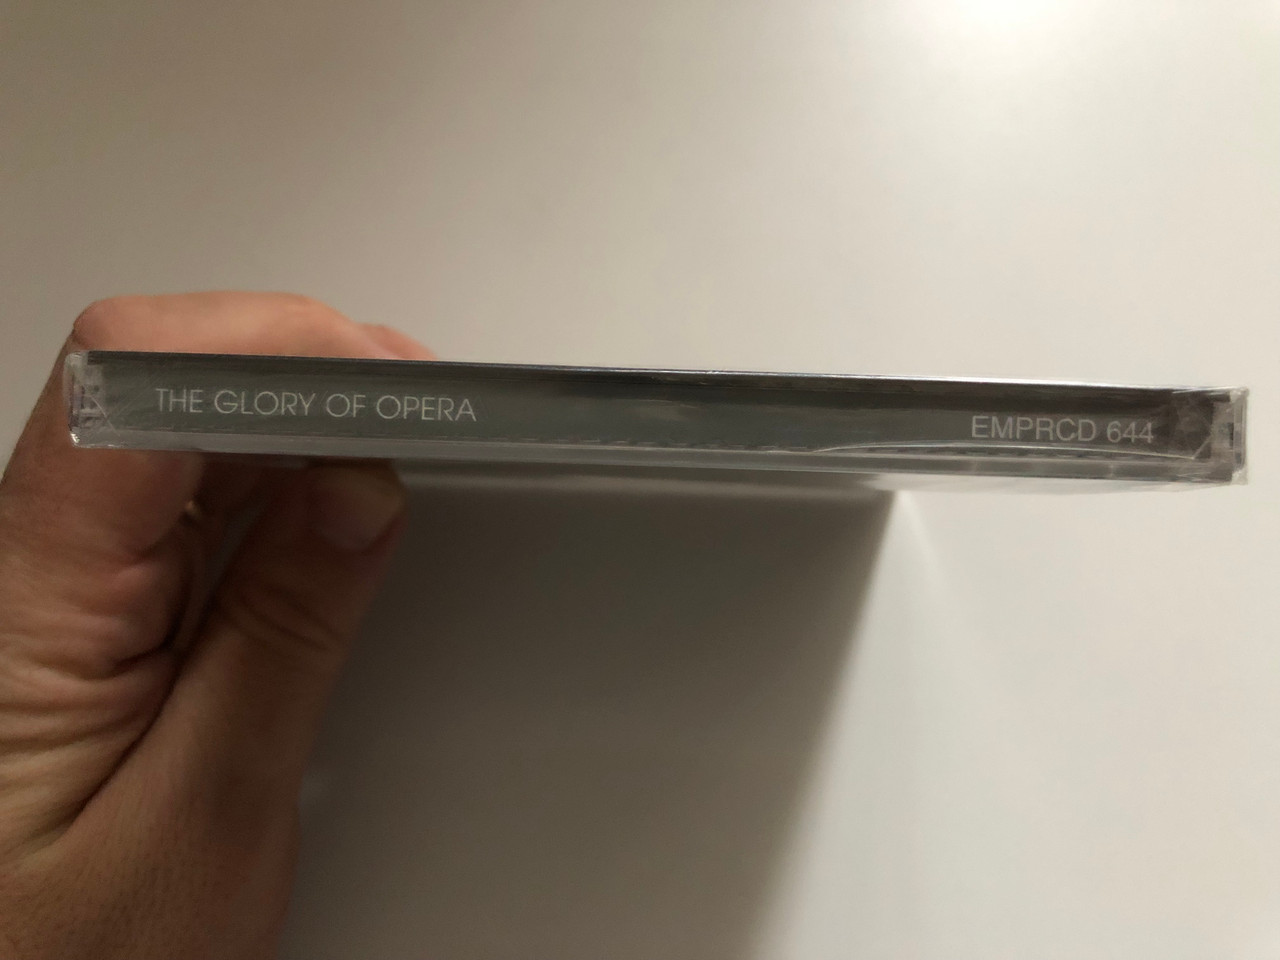 THE GLORY OF OPERA
EMPRCD 644